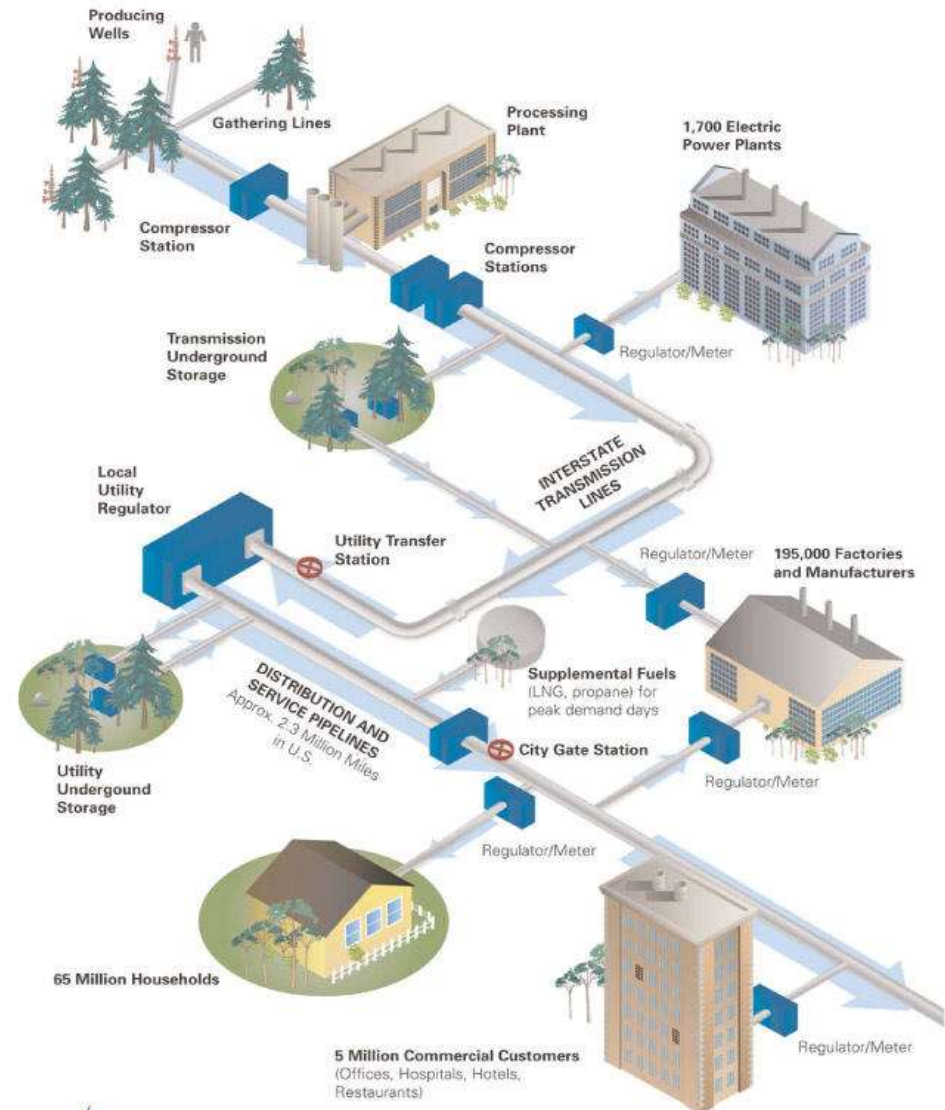 Producing
Wells
Gathering Lines
Processing
Plant
1,700 Electric
Power Plants
Compressor
Station
Compressor
Stations
Regulator/Meter
Transmission
Underground
Storage
INTERSTATE
TRANSMISSION
LINES
Local
Utility
Regulator
Utility Transfer
Station
Regulator/Meter
195,000 Factories
and Manufacturers
Supplemental Fuels
(LNG, propane) for
peak demand days
DISTRIBUTION AND
SERVICE PIPELINES
Approx. 2.3 Million Miles
in U.S.
City Gate Station
Regulator/Meter
Utility
Undergound
Storage
Regulator/Meter
65 Million Households
5 Million Commercial Customers
(Offices, Hospitals, Hotels,
Restaurants)
Regulator/Meter